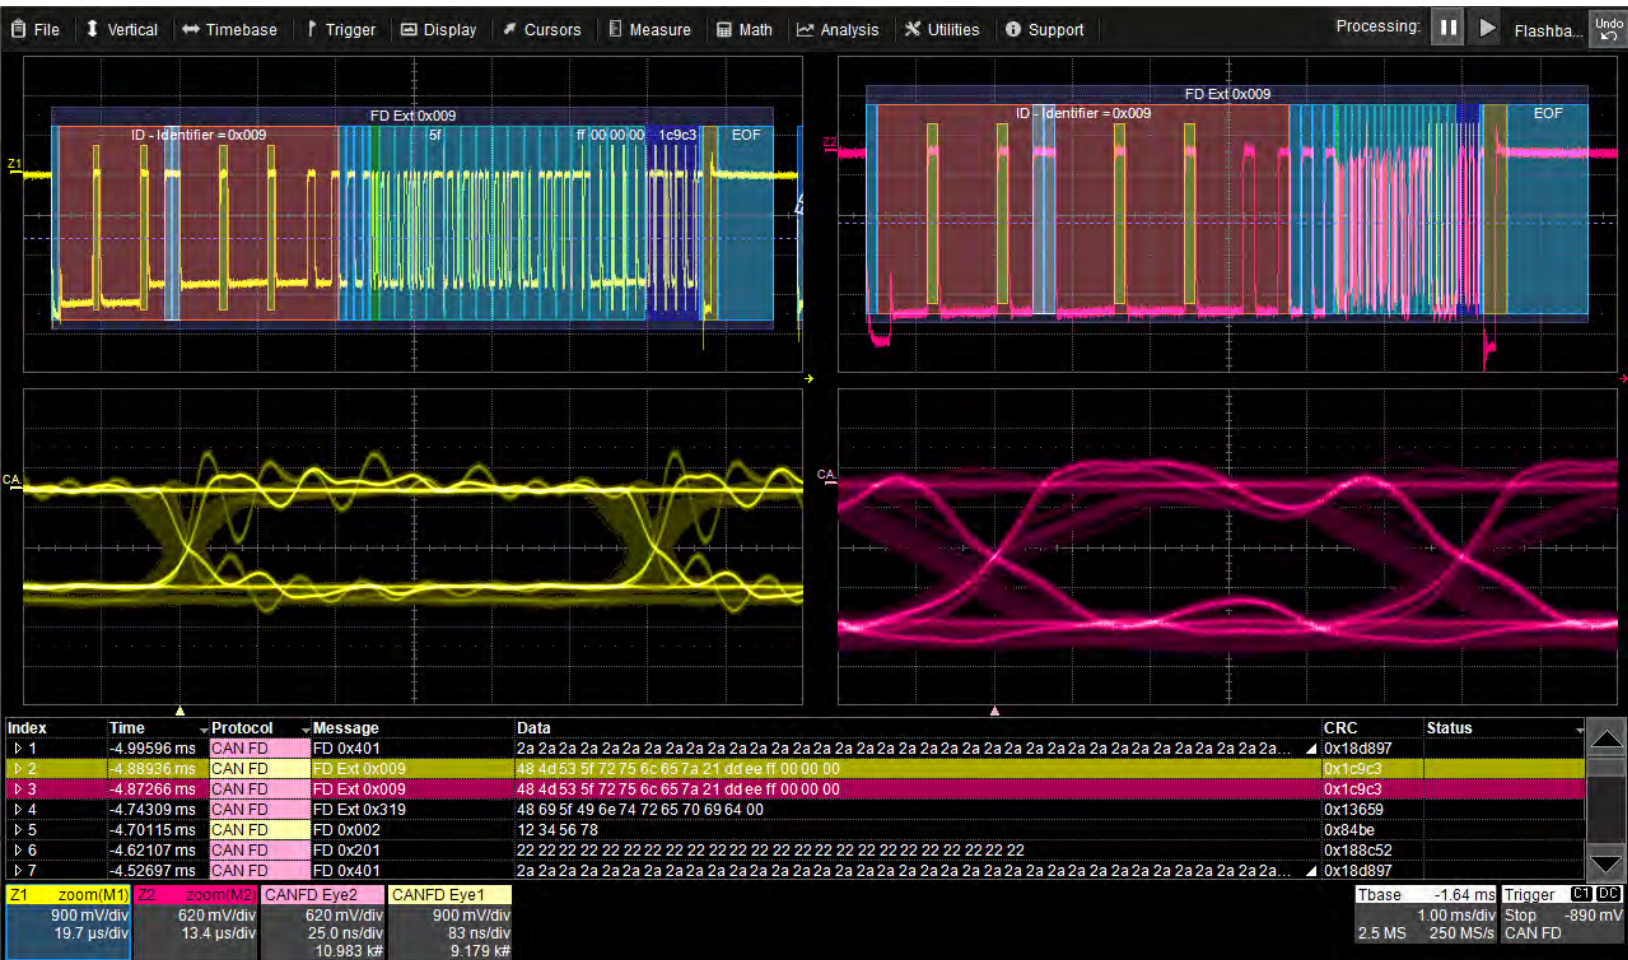 File Vertical Timebase Trigger Display Cursors Measure Math Analysis Utilities Support Processing: Flashba... Undo
FD Ext 0x009
ID - Identifier = 0x009 5f ff 00 00 00 1c9c3 EOF
Z1
FD Ext 0x009
ID - Identifier = 0x009 EOF
Z2
CA.
CA.
Index Time Protocol Message Data CRC Status
1 -4.99596 ms CAN FD FD 0x401 2a 2a 2a 2a 2a 2a 2a 2a 2a 2a 2a 2a 2a 2a 2a 2a 2a 2a 2a 2a 2a 2a 2a 2a 2a 2a 2a 2a 2a 2a 2a 2a 2a 2a 2a 2a... 0x18d897
2 -4.88936 ms CAN FD FD Ext 0x009 48 4d 53 5f 72 75 6c 65 7a 21 dd ee ff 00 00 00 0x1c9c3
3 -4.87266 ms CAN FD FD Ext 0x009 48 4d 53 5f 72 75 6c 65 7a 21 dd ee ff 00 00 00 0x1c9c3
4 -4.74309 ms CAN FD FD Ext 0x319 48 69 5f 49 6e 74 72 65 70 69 64 00 0x13659
5 -4.70115 ms CAN FD FD 0x002 12 34 56 78 0x84be
6 -4.62107 ms CAN FD FD 0x201 22 22 22 22 22 22 22 22 22 22 22 22 22 22 22 22 22 22 22 22 22 22 22 22 0x188c52
7 -4.52697 ms CAN FD FD 0x401 2a 2a 2a 2a 2a 2a 2a 2a 2a 2a 2a 2a 2a 2a 2a 2a 2a 2a 2a 2a 2a 2a 2a 2a 2a 2a 2a 2a 2a 2a 2a 2a 2a 2a 2a 2a... 0x18d897
Z1 zoom(M1) Z2 zoom(M2) CANFD Eye2 CANFD Eye1 Tbase -1.64 ms Trigger C1 DC
900 mV/div 620 mV/div 620 mV/div 900 mV/div 1.00 ms/div Stop -890 mV
19.7 µs/div 13.4 µs/div 25.0 ns/div 83 ns/div 2.5 MS 250 MS/s CAN FD
10.983 k# 9.179 k#